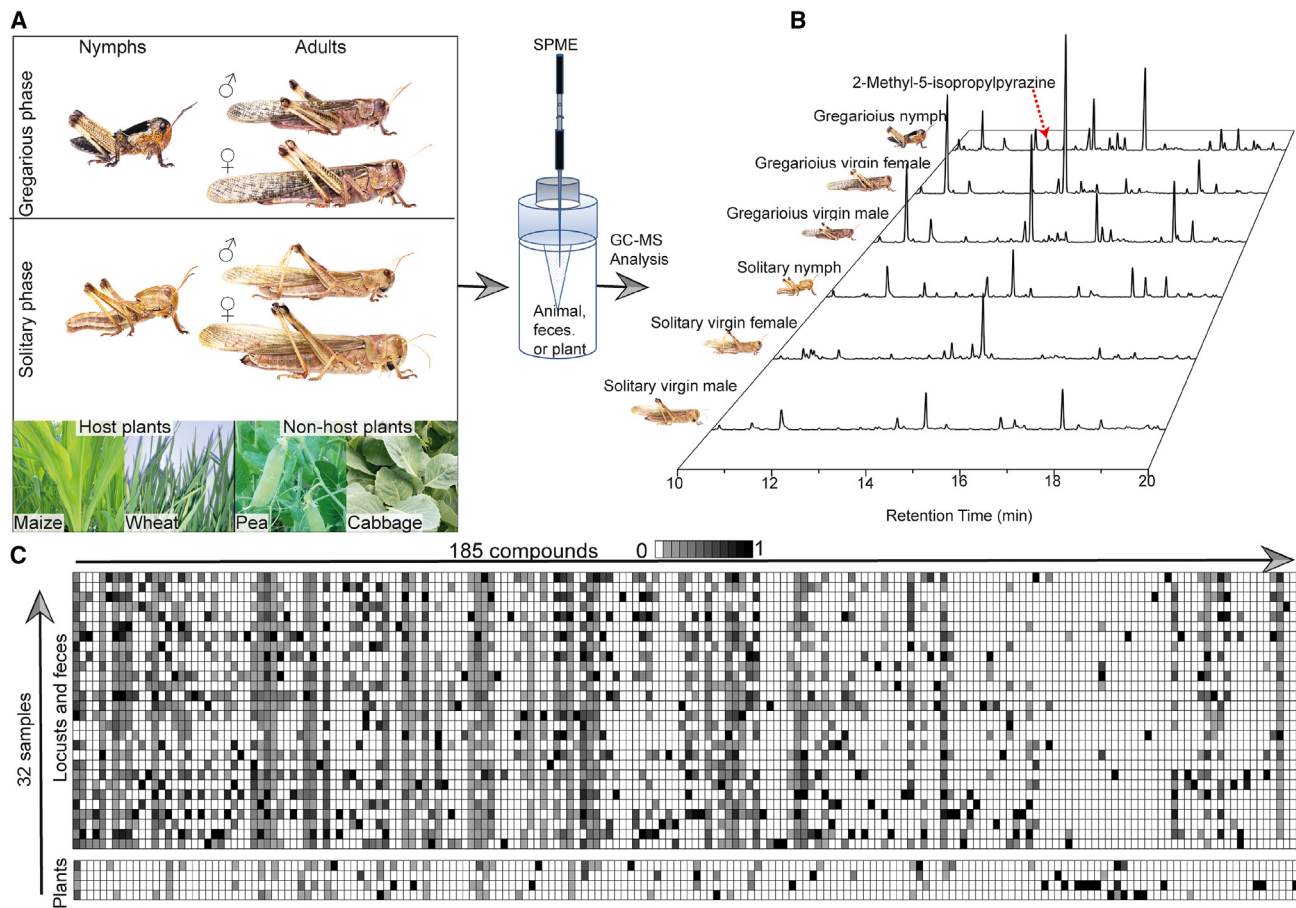 A
Nymphs
Adults
Gregarious phase
♂
♀
Solitary phase
♂
♀
Host plants
Non-host plants
Maize
Wheat
Pea
Cabbage
SPME
Animal,
feces.
or plant
GC-MS
Analysis
B
2-Methyl-5-isopropylpyrazine
Gregarioius nymph
Gregarioius virgin female
Gregarioius virgin male
Solitary nymph
Solitary virgin female
Solitary virgin male
10
12
14
16
18
20
Retention Time (min)
C
185 compounds
0
1
32 samples
Locusts and feces
Plants